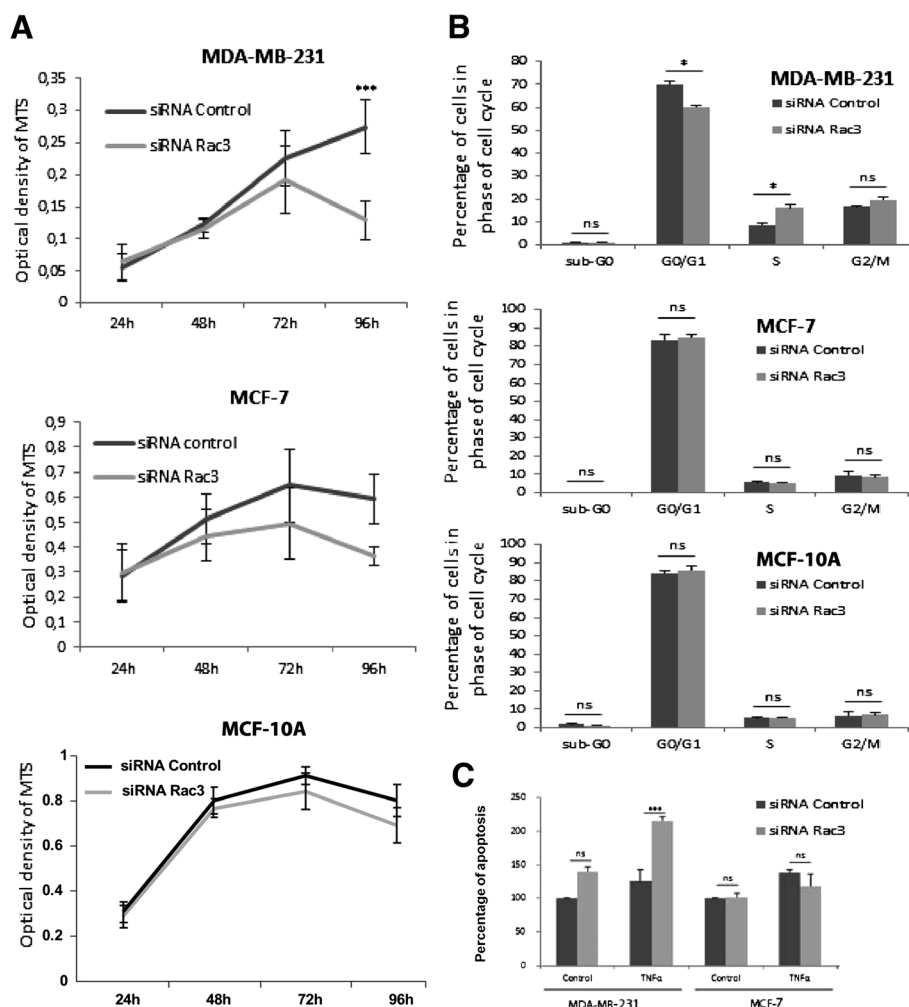 A
MDA-MB-231
Optical density of MTS
0,35
0,3
0,25
0,2
0,15
0,1
0,05
0
siRNA Control
siRNA Rac3
***
24h 48h 72h 96h
MCF-7
Optical density of MTS
0,9
0,8
0,7
0,6
0,5
0,4
0,3
0,2
0,1
0
siRNA control
siRNA Rac3
24h 48h 72h 96h
MCF-10A
Optical density of MTS
1
0.8
0.6
0.4
0.2
0
siRNA Control
siRNA Rac3
24h 48h 72h 96h
B
Percentage of cells in
phase of cell cycle
80
70
60
50
40
30
20
10
0
MDA-MB-231
siRNA Control
siRNA Rac3
ns * * ns
sub-G0 G0/G1 S G2/M
Percentage of cells in
phase of cell cycle
100
90
80
70
60
50
40
30
20
10
0
MCF-7
siRNA Control
siRNA Rac3
ns ns ns ns
sub-G0 G0/G1 S G2/M
Percentage of cells in
phase of cell cycle
100
90
80
70
60
50
40
30
20
10
0
MCF-10A
siRNA Control
siRNA Rac3
ns ns ns ns
sub-G0 G0/G1 S G2/M
C
Percentage of apoptosis
250
200
150
100
50
0
siRNA Control
siRNA Rac3
ns *** ns ns
Control TNFα Control TNFα
MDA-MB-231 MCF-7